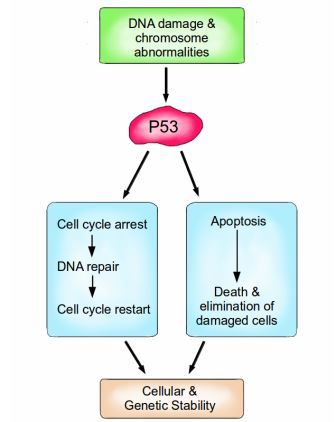 DNA damage &
chromosome
abnormalities
P53
Cell cycle arrest
DNA repair
Cell cycle restart
Apoptosis
Death &
elimination of
damaged cells
Cellular &
Genetic Stability